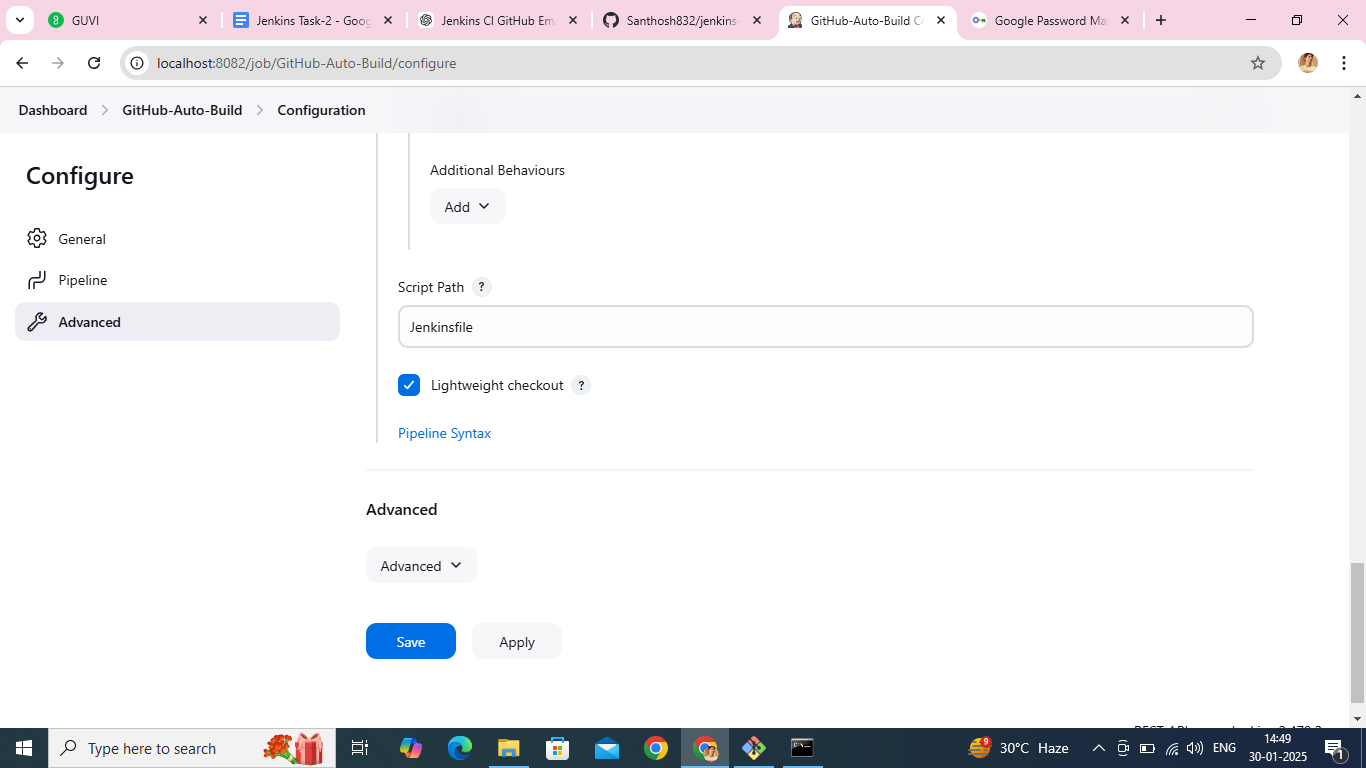 GUVI
Jenkins Task-2 - Goog
Jenkins CI GitHub Ema
Santhosh832/jenkins-
GitHub-Auto-Build Co
Google Password Ma
localhost:8082/job/GitHub-Auto-Build/configure
Dashboard > GitHub-Auto-Build > Configuration
Configure
General
Pipeline
Advanced
Additional Behaviours
Add
Script Path ?
Jenkinsfile
Lightweight checkout ?
Pipeline Syntax
Advanced
Advanced
Save Apply
Type here to search
9
30°C Haze
ENG
14:49
30-01-2025
1